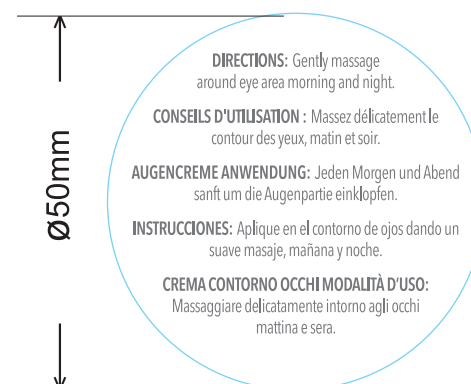 Ø50mm
DIRECTIONS: Gently massage
around eye area morning and night.
CONSEILS D'UTILISATION : Massez délicatement le
contour des yeux, matin et soir.
AUGENCREME ANWENDUNG: Jeden Morgen und Abend
sanft um die Augenpartie einklopfen.
INSTRUCCIONES: Aplique en el contorno de ojos dando un
suave masaje, mañana y noche.
CREMA CONTORNO OCCHI MODALITÀ D’USO:
Massaggiare delicatamente intorno agli occhi
mattina e sera.